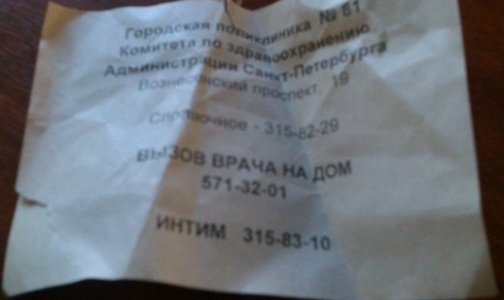 Городская поликлиника № 81
Комитета по здравоохранению
Администрации Санкт-Петербурга
Вознесенский проспект, 19
Справочное - 315-82-29
ВЫЗОВ ВРАЧА НА ДОМ
571-32-01
ИНТИМ 315-83-10